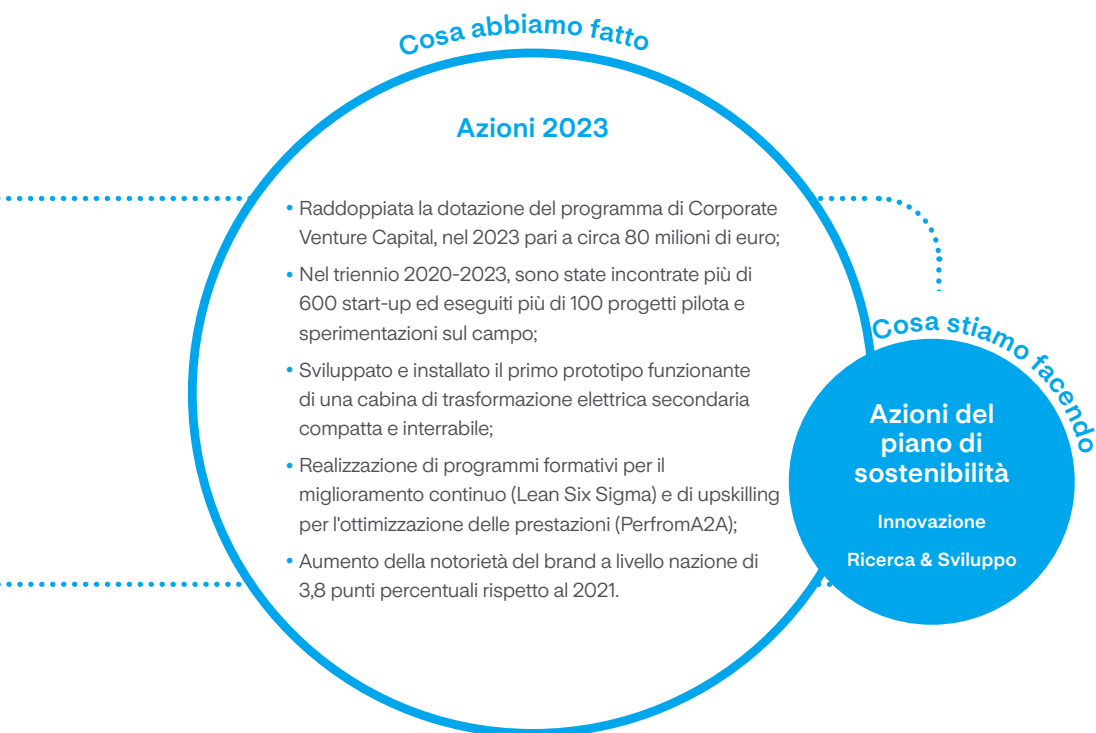 Cosa abbiamo fatto
Azioni 2023
• Raddoppiata la dotazione del programma di Corporate
Venture Capital, nel 2023 pari a circa 80 milioni di euro;
• Nel triennio 2020-2023, sono state incontrate più di
600 start-up ed eseguiti più di 100 progetti pilota e
sperimentazioni sul campo;
• Sviluppato e installato il primo prototipo funzionante
di una cabina di trasformazione elettrica secondaria
compatta e interrabile;
• Realizzazione di programmi formativi per il
miglioramento continuo (Lean Six Sigma) e di upskilling
per l'ottimizzazione delle prestazioni (PerfromA2A);
• Aumento della notorietà del brand a livello nazione di
3,8 punti percentuali rispetto al 2021.
Cosa stiamo facendo
Azioni del
piano di
sostenibilità
Innovazione
Ricerca & Sviluppo